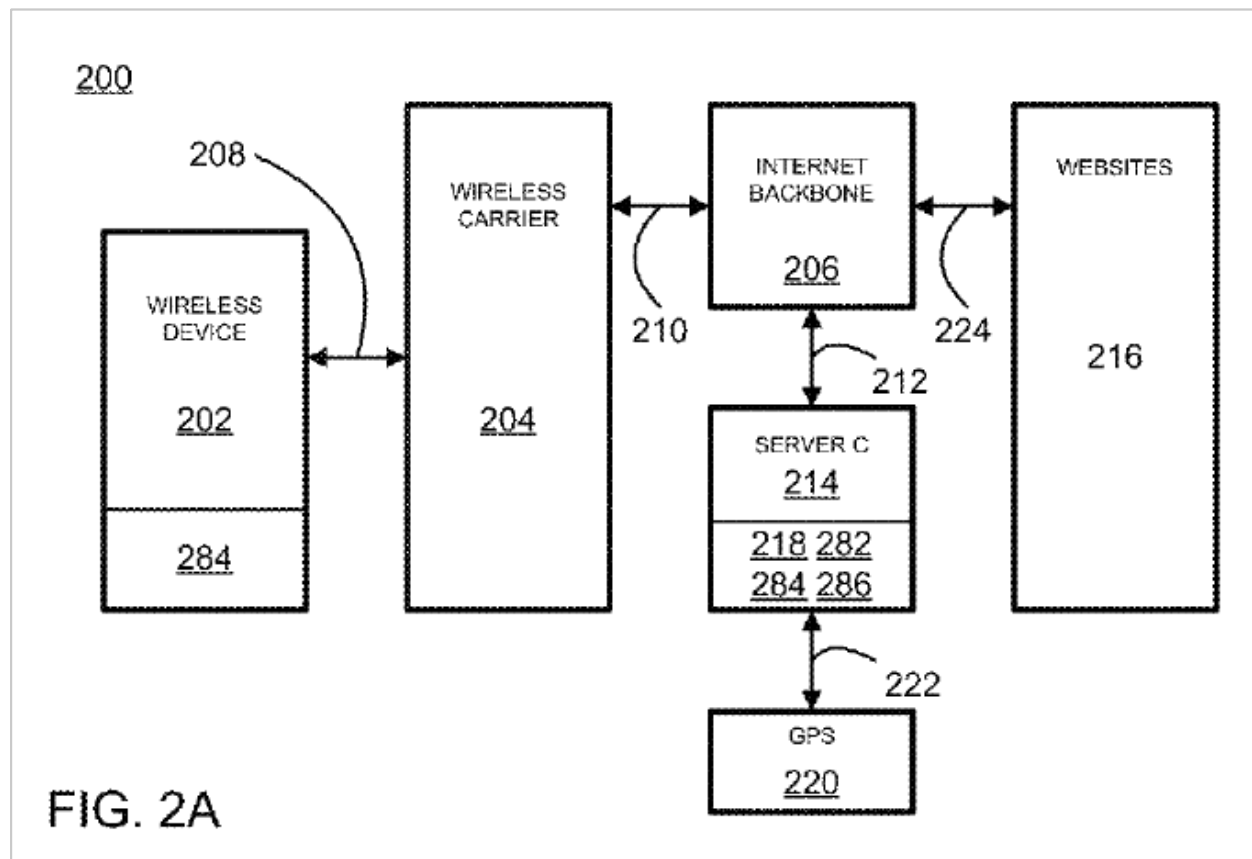 200
208
WIRELESS
CARRIER
204
INTERNET
BACKBONE
206
WEBSITES
216
WIRELESS
DEVICE
202
284
210
224
212
SERVER C
214
218 282
284 286
222
GPS
220
FIG. 2A